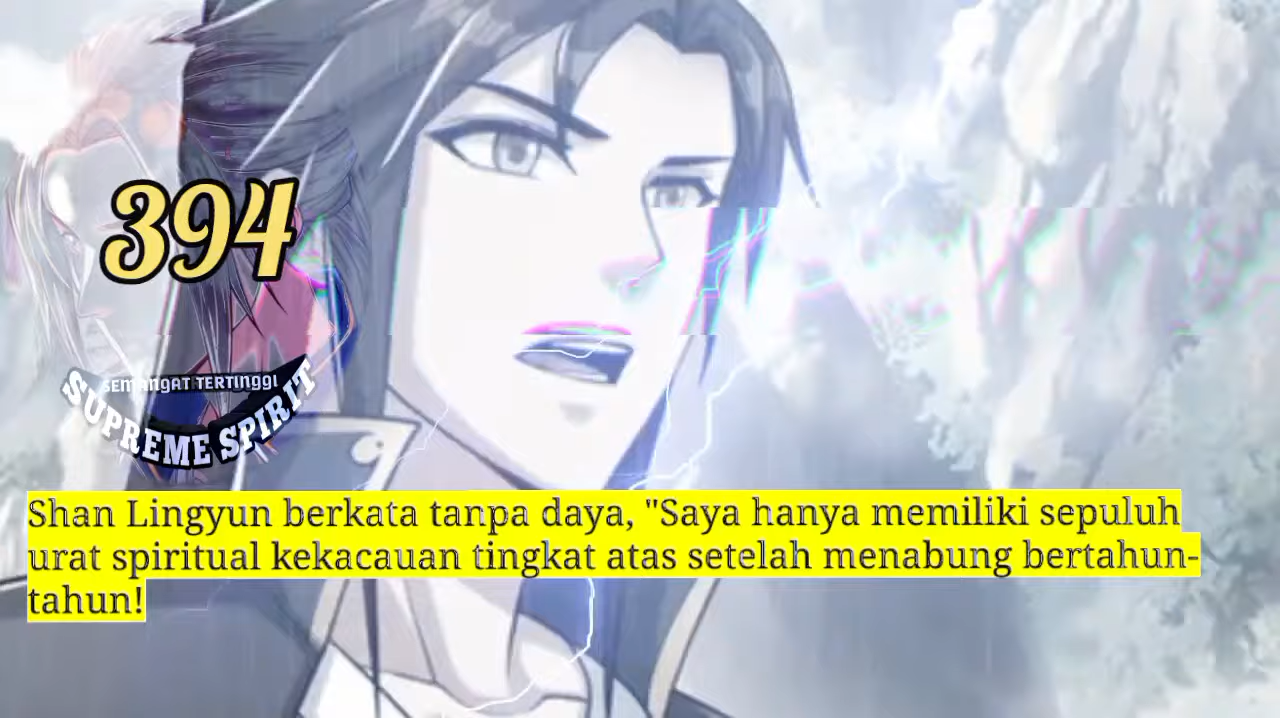 394
SEMANGAT TERTINGGI
SUPREME SPIRIT
Shan Lingyun berkata tanpa daya, "Saya hanya memiliki sepuluh
urat spiritual kekacauan tingkat atas setelah menabung bertahun-
tahun!